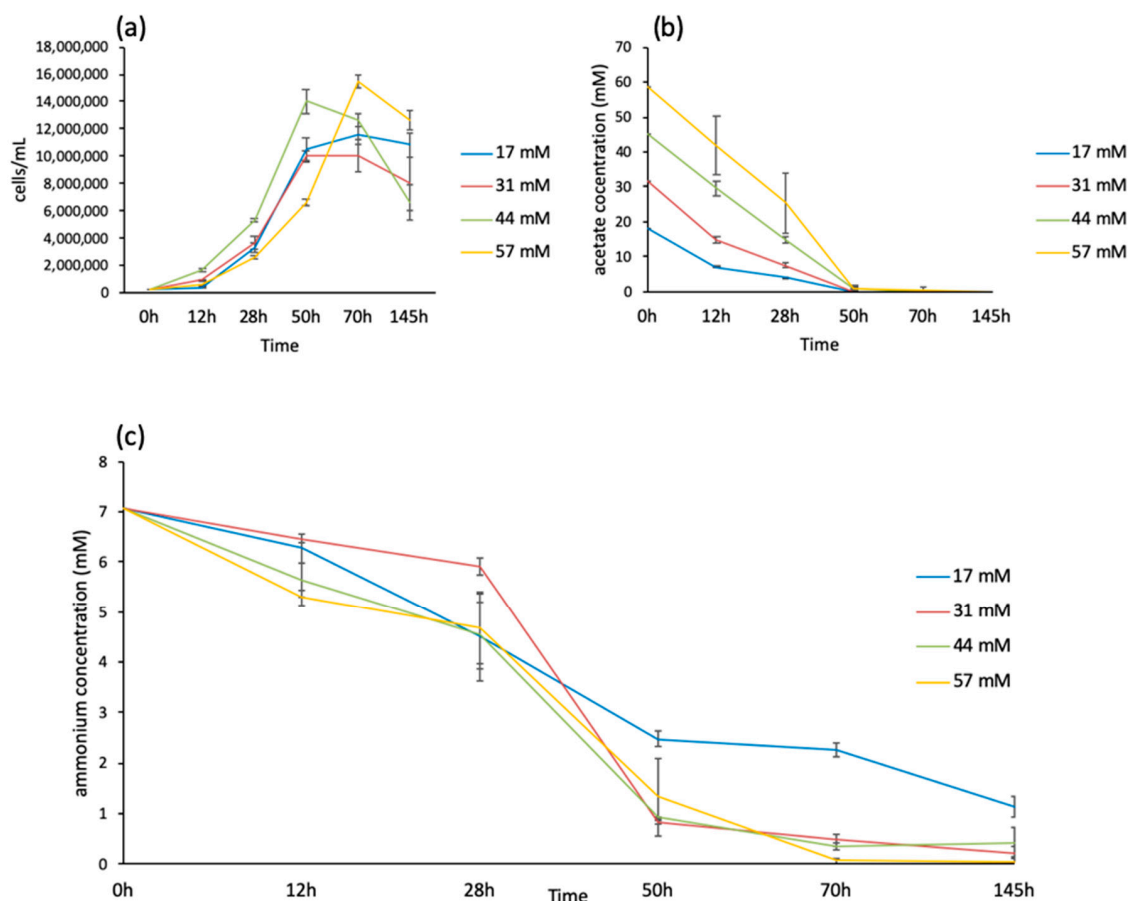 (a)
18,000,000
16,000,000
14,000,000
12,000,000
10,000,000
8,000,000
6,000,000
4,000,000
2,000,000
0
cells/mL
0h 12h 28h 50h 70h 145h
Time
17 mM
31 mM
44 mM
57 mM
(b)
70
60
50
40
30
20
10
0
acetate cocentration (mM)
0h 12h 28h 50h 70h 145h
Time
17 mM
31 mM
44 mM
57 mM
(c)
8
7
6
5
4
3
2
1
0
ammonium concentration (mM)
0h 12h 28h 50h 70h 145h
Time
17 mM
31 mM
44 mM
57 mM